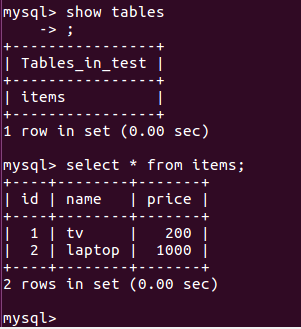 mysql> show tables
    -> ;
+----------------+
| Tables_in_test |
+----------------+
| items          |
+----------------+
1 row in set (0.00 sec)
mysql> select * from items;
+----+--------+-------+
| id | name   | price |
+----+--------+-------+
|  1 | tv     |   200 |
|  2 | laptop |  1000 |
+----+--------+-------+
2 rows in set (0.00 sec)
mysql>